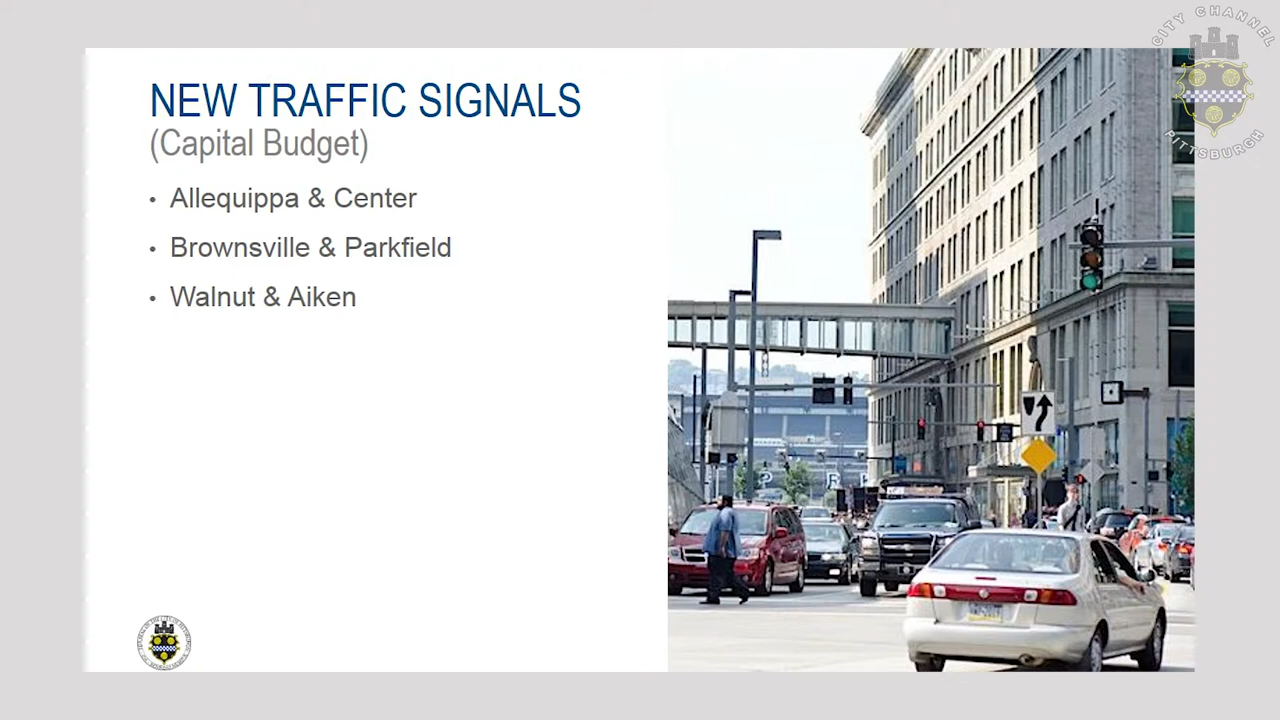 CITY CHANNEL
PITTSBURGH
NEW TRAFFIC SIGNALS
(Capital Budget)
• Allequippa & Center
• Brownsville & Parkfield
• Walnut & Aiken